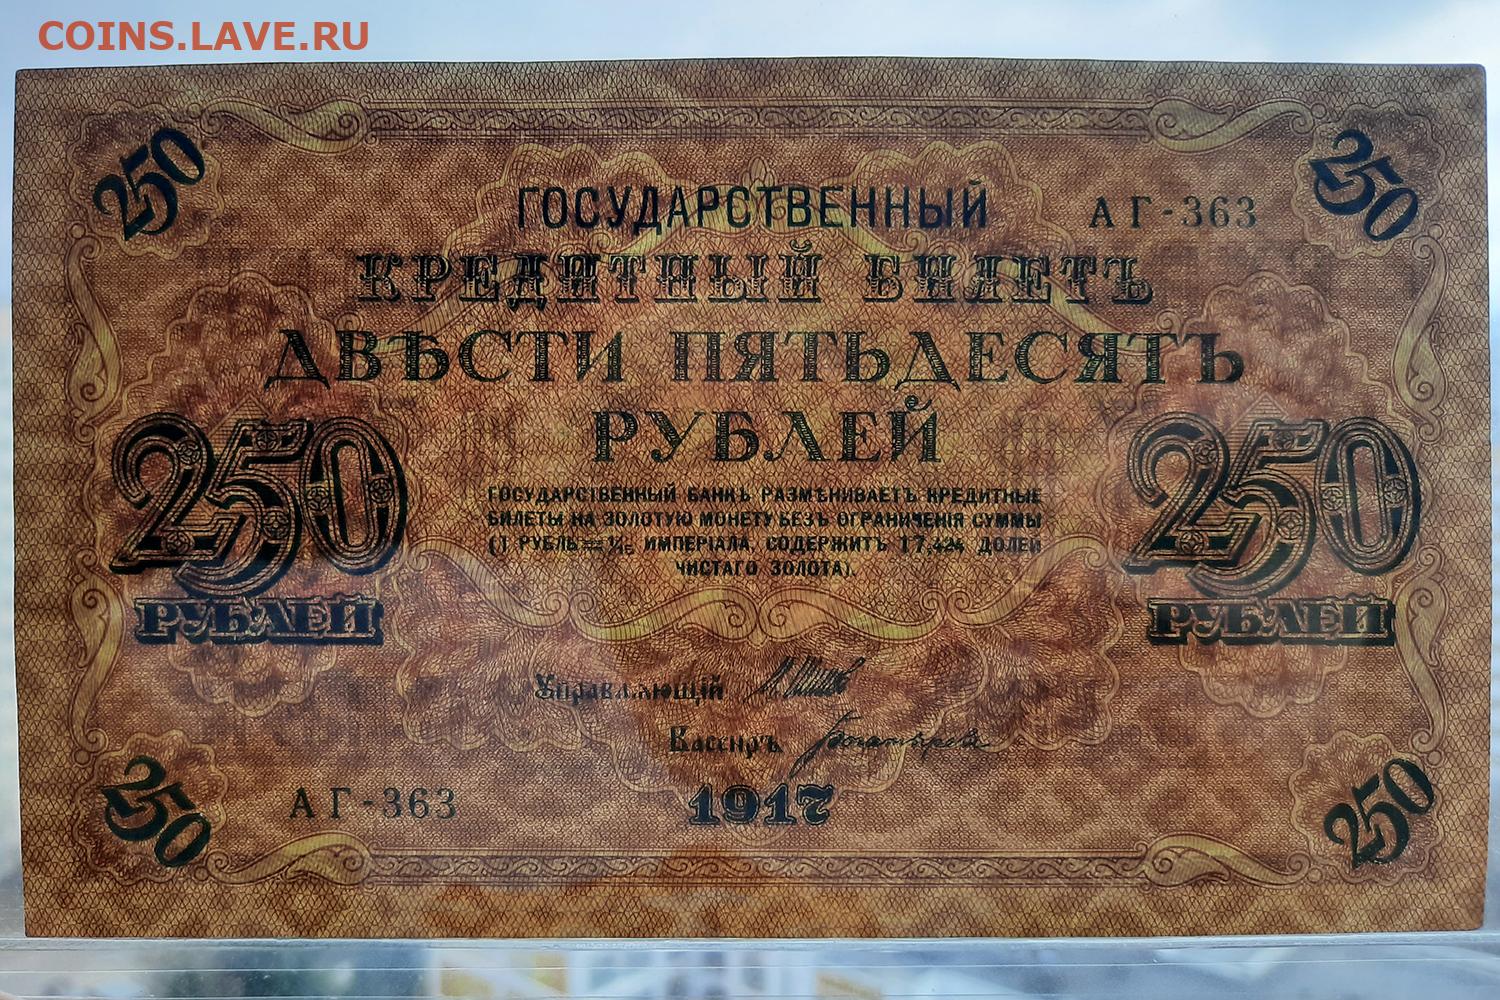 COINS.LAVE.RU
250
250
ГОСУДАРСТВЕННЫЙ
АГ-363
КРЕДИТНЫЙ БИЛЕТЪ
ДВѢСТИ ПЯТЬДЕСЯТЪ
РУБЛЕЙ
250
РУБЛЕЙ
250
РУБЛЕЙ
ГОСУДАРСТВЕННЫЙ БАНКЪ РАЗМѢНИВАЕТЪ КРЕДИТНЫЕ
БИЛЕТЫ НА ЗОЛОТУЮ МОНЕТУ БЕЗЪ ОГРАНИЧЕНІЯ СУММЫ
(1 РУБЛЬ = 1/15 ИМПЕРІАЛА, СОДЕРЖИТЪ 17,424 ДОЛЕЙ
ЧИСТАГО ЗОЛОТА).
Управляющій И. Шипов
Кассиръ Богатырев
АГ-363
1917
250
250